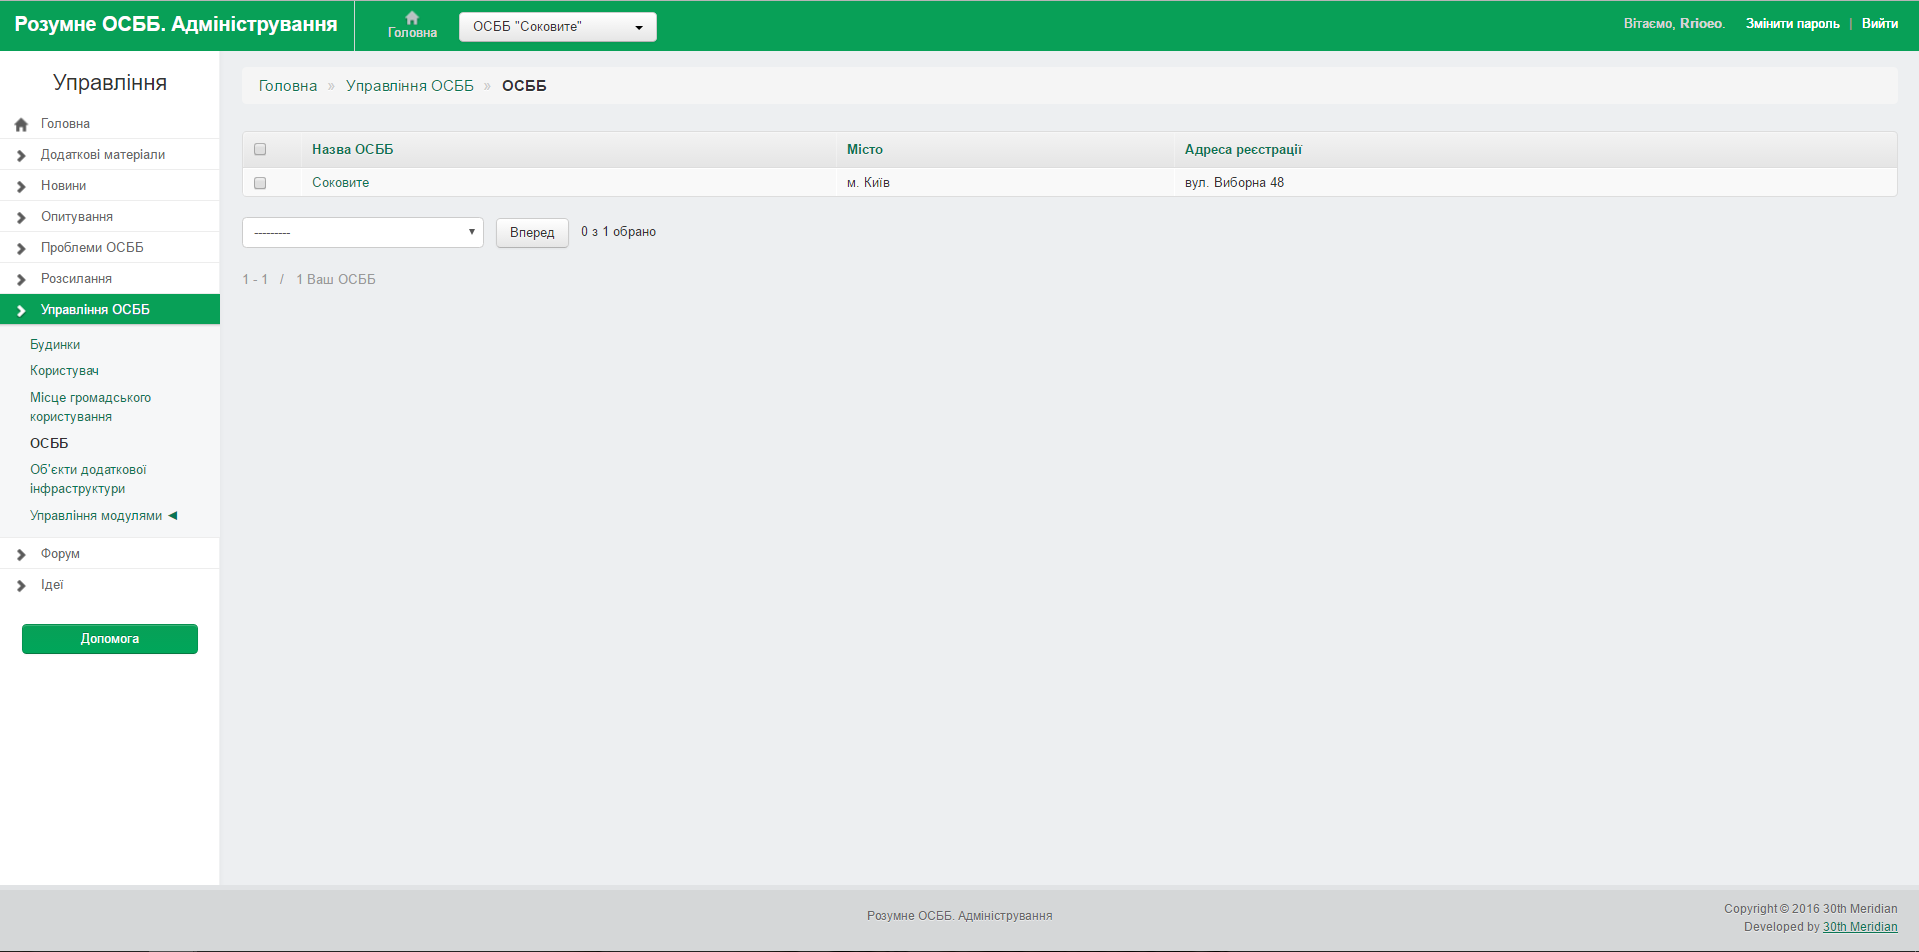 Розумне ОСББ. Адміністрування
Головна
ОСББ "Соковите"
Вітаємо, Rrioeo. Змінити пароль | Вийти
Управління
Головна
Додаткові матеріали
Новини
Опитування
Проблеми ОСББ
Розсилання
Управління ОСББ
Будинки
Користувач
Місце громадського
користування
ОСББ
Об'єкти додаткової
інфраструктури
Управління модулями ◄
Форум
Ідеї
Допомога
Головна » Управління ОСББ » ОСББ
Назва ОСББ Місто Адреса реєстрації
Соковите м. Київ вул. Виборна 48
---------
Вперед
0 з 1 обрано
1 - 1 / 1 Ваш ОСББ
Розумне ОСББ. Адміністрування
Copyright © 2016 30th Meridian
Developed by 30th Meridian